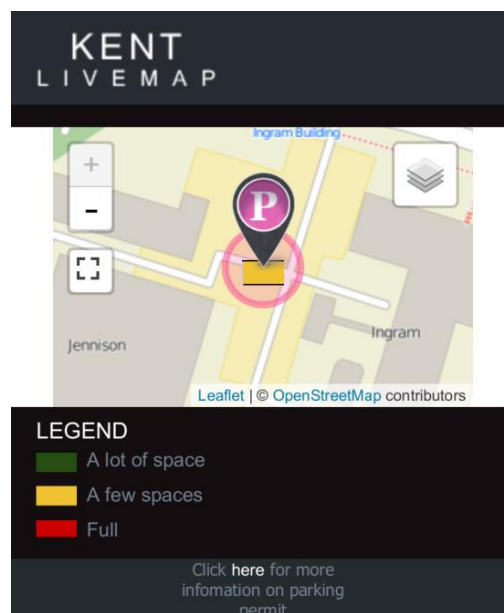 KENT
LIVEMAP
Ingram Building
+
P
-
Jennison
Ingram
Leaflet | © OpenStreetMap contributors
LEGEND
A lot of space
A few spaces
Full
Click here for more
infomation on parking
permit